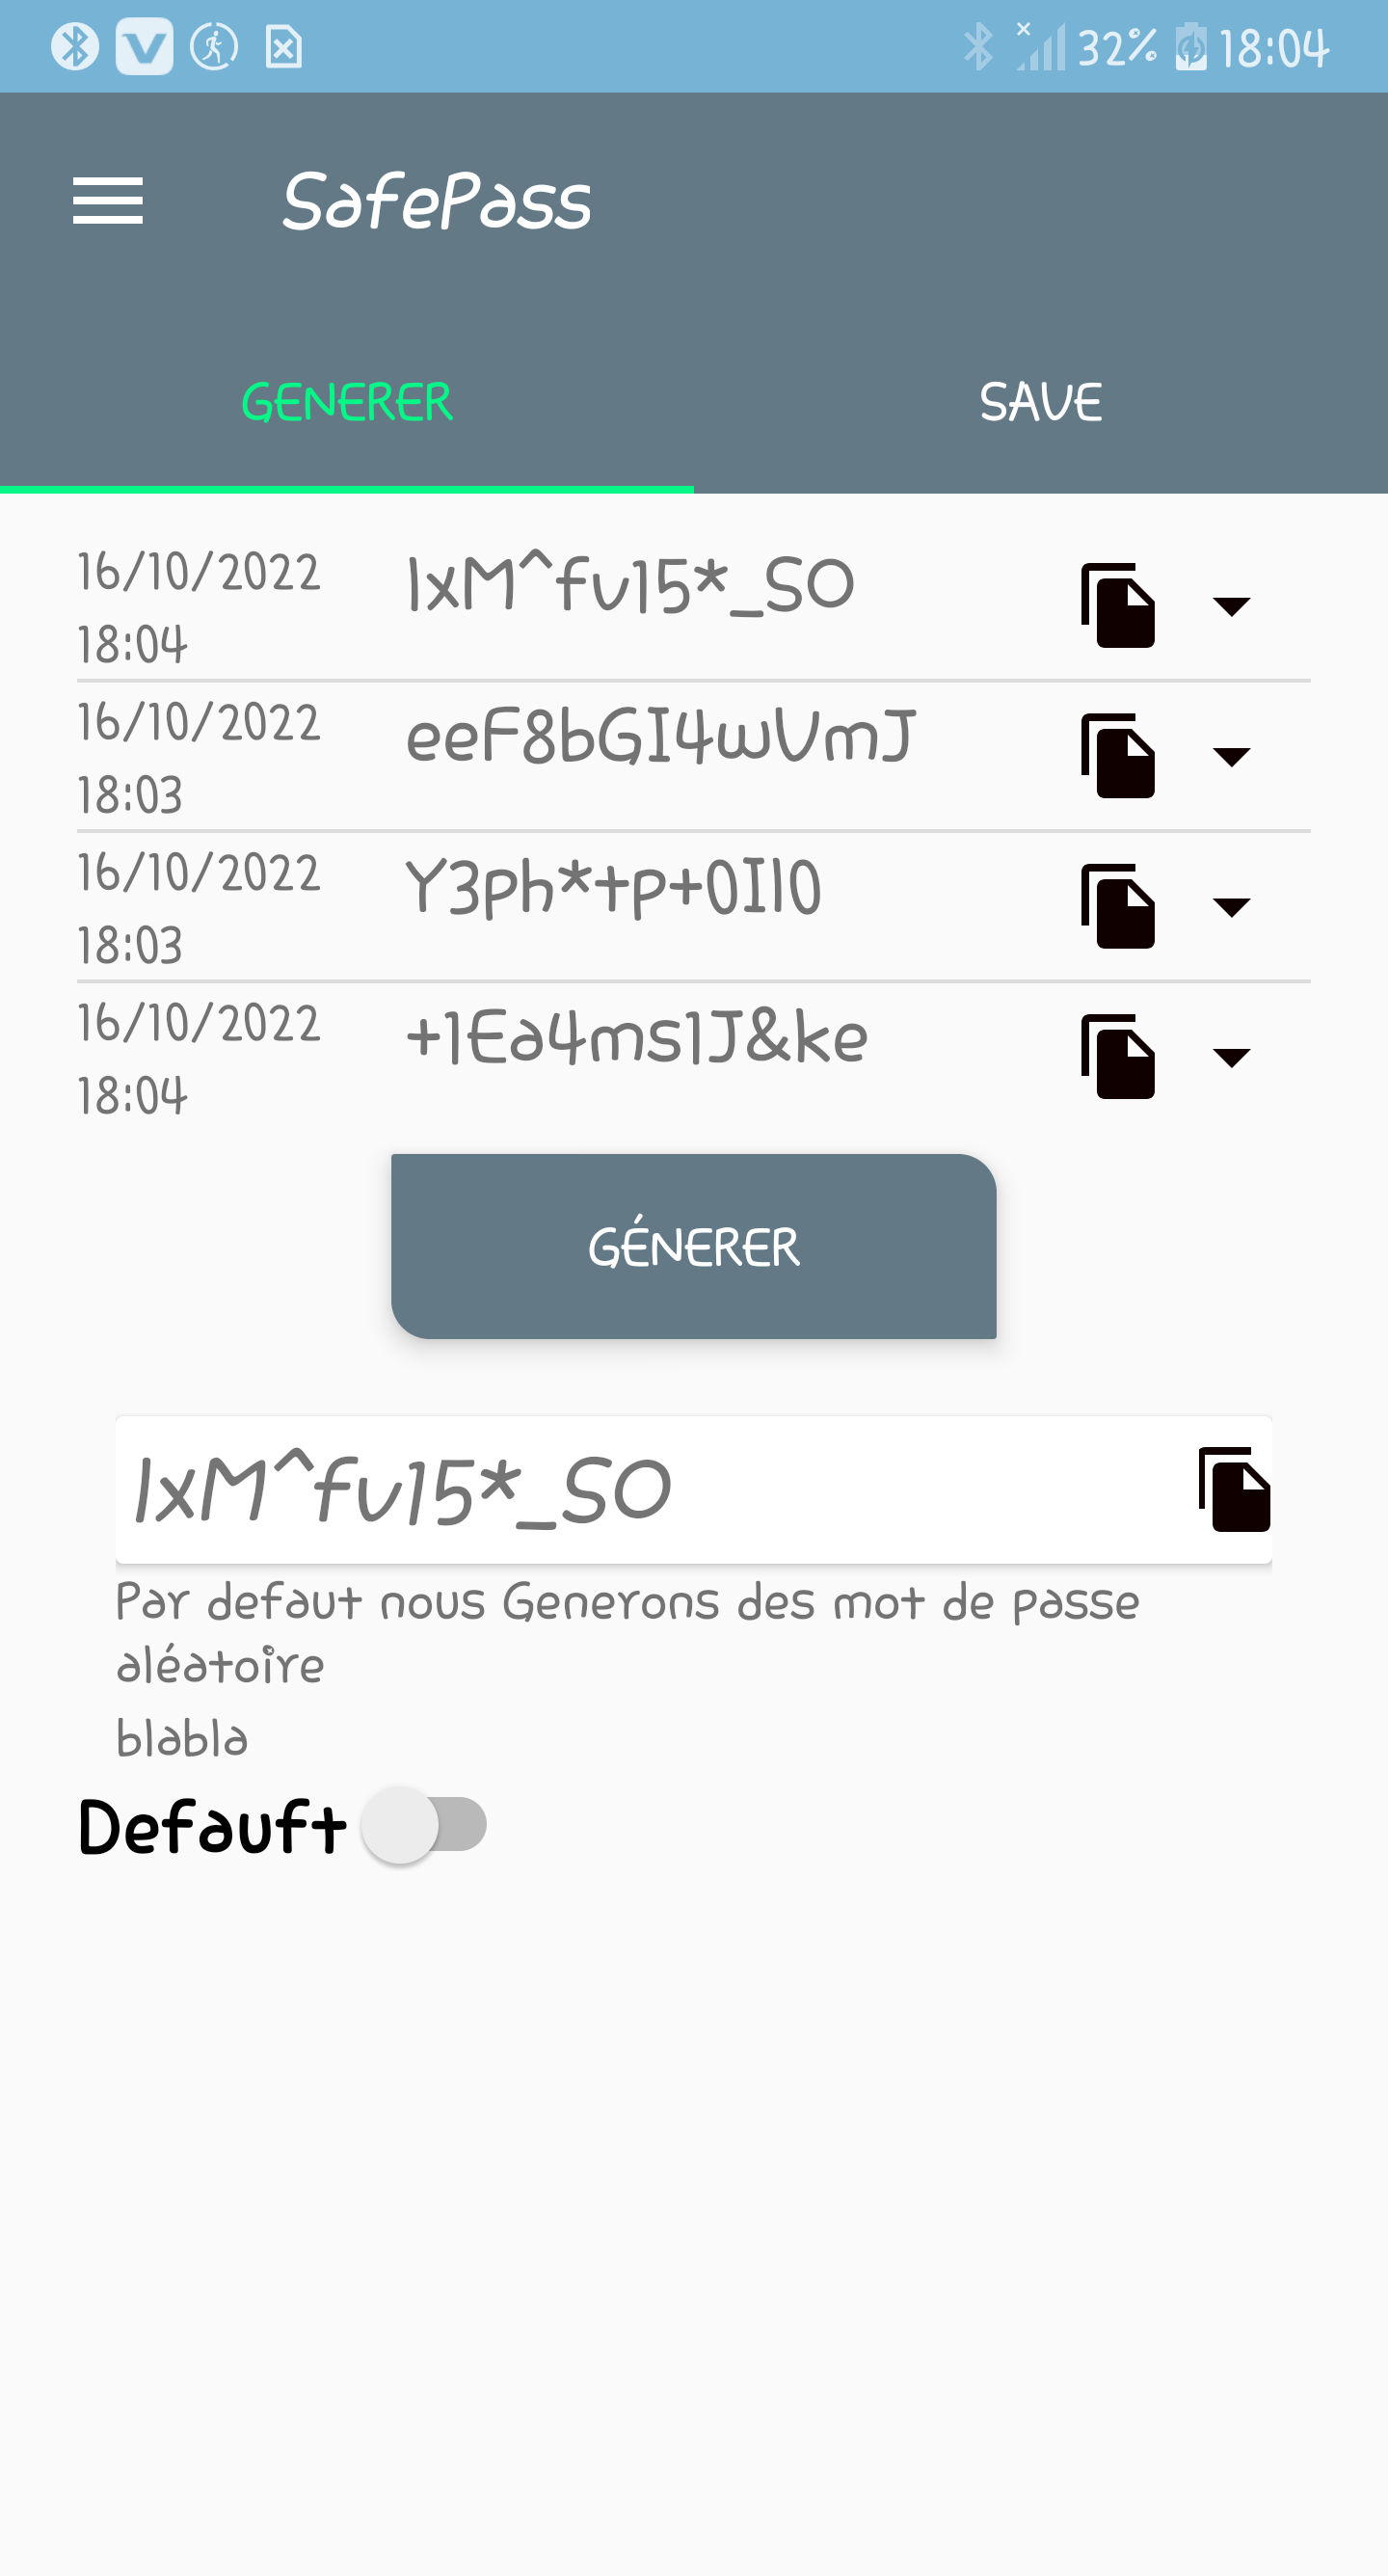 32% 18:04
SafePass
GENERER SAVE
16/10/2022 lxM^fv15*_SO
18:04
16/10/2022 eeF8bGI4wVmJ
18:03
16/10/2022 Y3ph*tp+0Il0
18:03
16/10/2022 +1Ea4ms1J&ke
18:04
GÉNERER
lxM^fv15*_SO
Par defaut nous Generons des mot de passe
aléatoire
blabla
Defauft